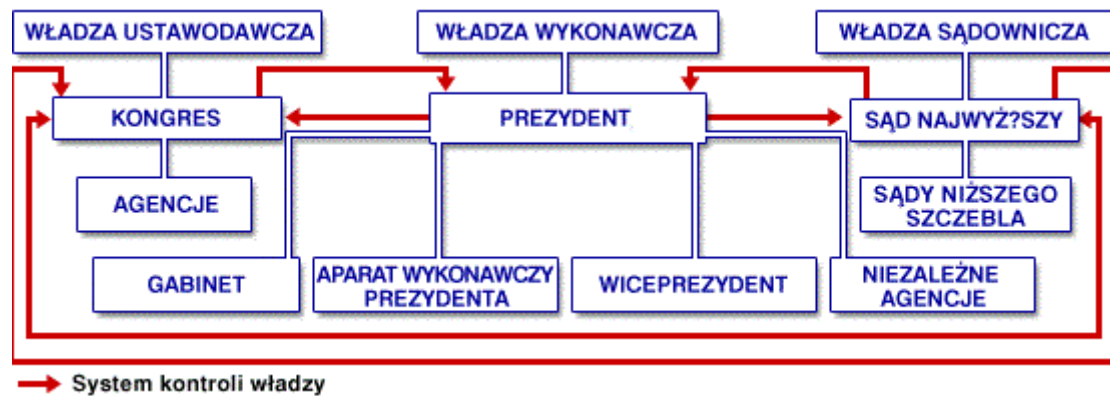 WŁADZA USTAWODAWCZA
WŁADZA WYKONAWCZA
WŁADZA SĄDOWNICZA
KONGRES
PREZYDENT
SĄD NAJWYŻ?SZY
AGENCJE
SĄDY NIŻSZEGO
SZCZEBLA
GABINET
APARAT WYKONAWCZY
PREZYDENTA
WICEPREZYDENT
NIEZALEŻNE
AGENCJE
System kontroli władzy